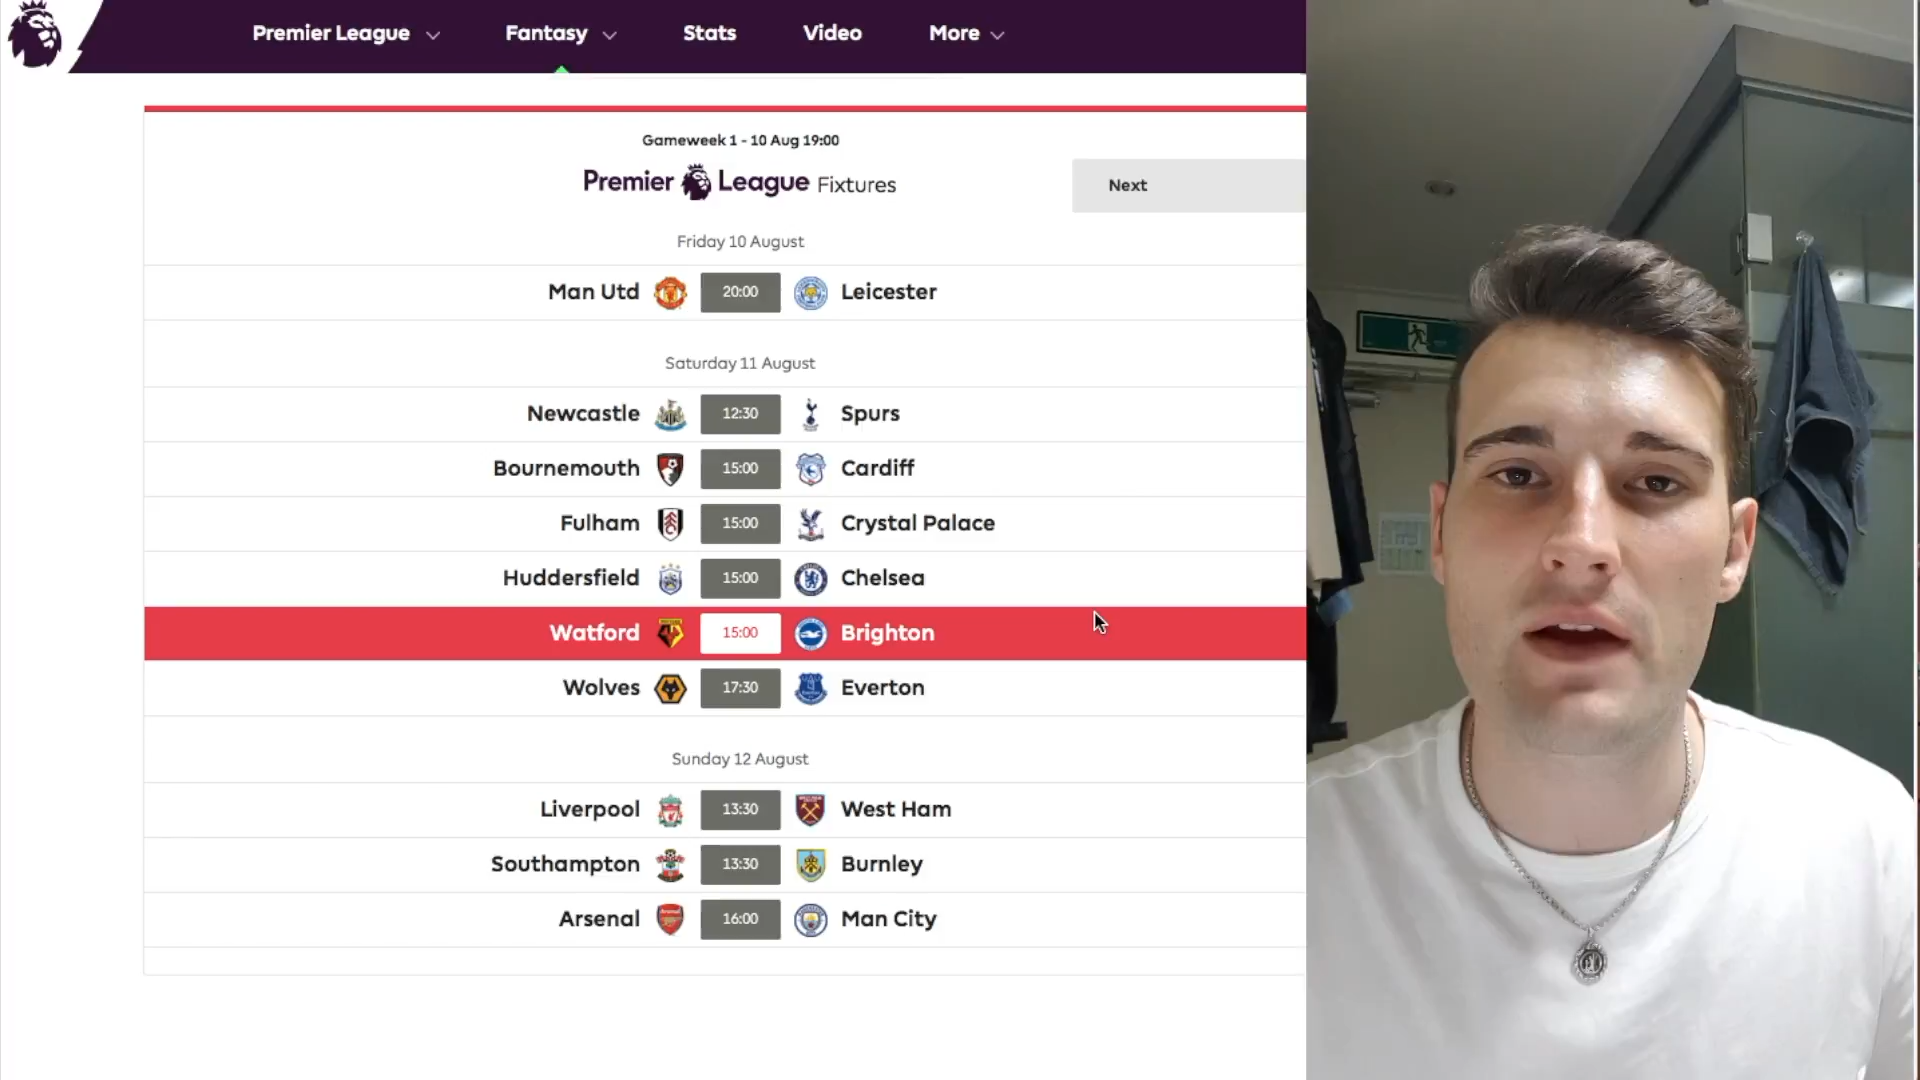 Premier League Fantasy Stats Video More
Gameweek 1 - 10 Aug 19:00
Premier League Fixtures
Next
Friday 10 August
Man Utd 20:00 Leicester
Saturday 11 August
Newcastle 12:30 Spurs
Bournemouth 15:00 Cardiff
Fulham 15:00 Crystal Palace
Huddersfield 15:00 Chelsea
Watford 15:00 Brighton
Wolves 17:30 Everton
Sunday 12 August
Liverpool 13:30 West Ham
Southampton 13:30 Burnley
Arsenal 16:00 Man City